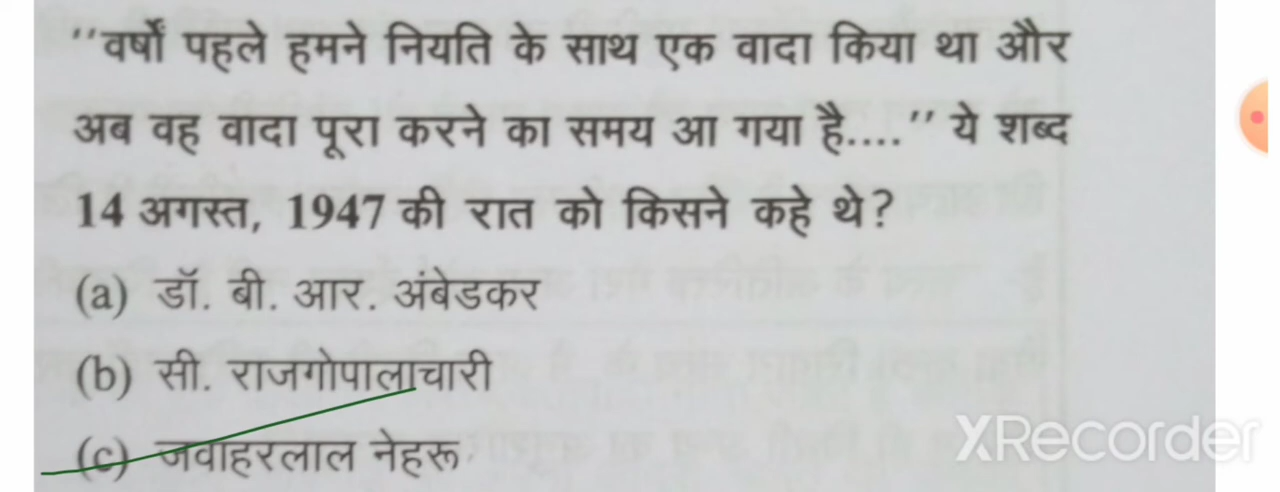 ''वर्षों पहले हमने नियति के साथ एक वादा किया था और
अब वह वादा पूरा करने का समय आ गया है....'' ये शब्द
14 अगस्त, 1947 की रात को किसने कहे थे?
(a) डॉ. बी. आर. अंबेडकर
(b) सी. राजगोपालाचारी
(c) जवाहरलाल नेहरू
XRecorder